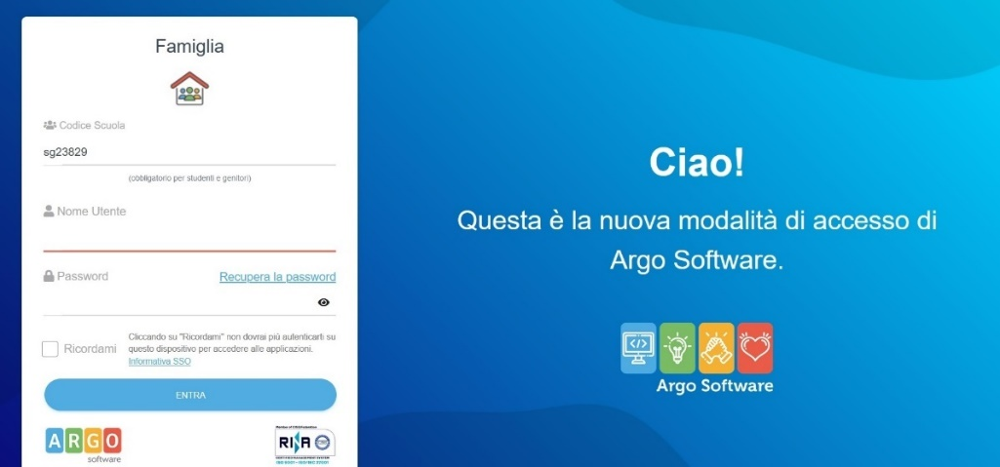 Famiglia
Codice Scuola
sg23829
(obbligatorio per studenti e genitori)
Nome Utente
Password
Recupera la password
Ricordami
Cliccando su "Ricordami" non dovrai più autenticarti su
questo dispositivo per accedere alle applicazioni.
Informativa SSO
ENTRA
ARGO
software
RINA
Ciao!
Questa è la nuova modalità di accesso di
Argo Software.
</>
Argo Software